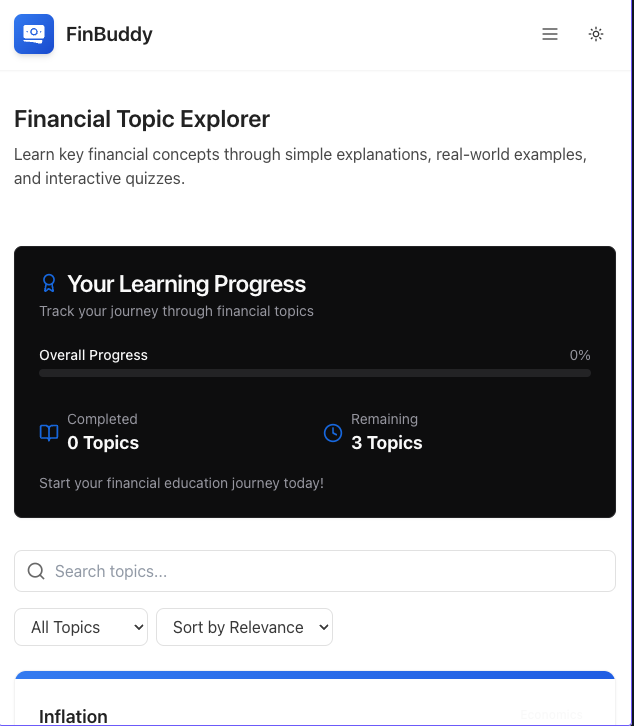 FinBuddy
Financial Topic Explorer
Learn key financial concepts through simple explanations, real-world examples,
and interactive quizzes.
Your Learning Progress
Track your journey through financial topics
Overall Progress 0%
Completed Remaining
0 Topics 3 Topics
Start your financial education journey today!
Search topics...
All Topics Sort by Relevance
Inflation